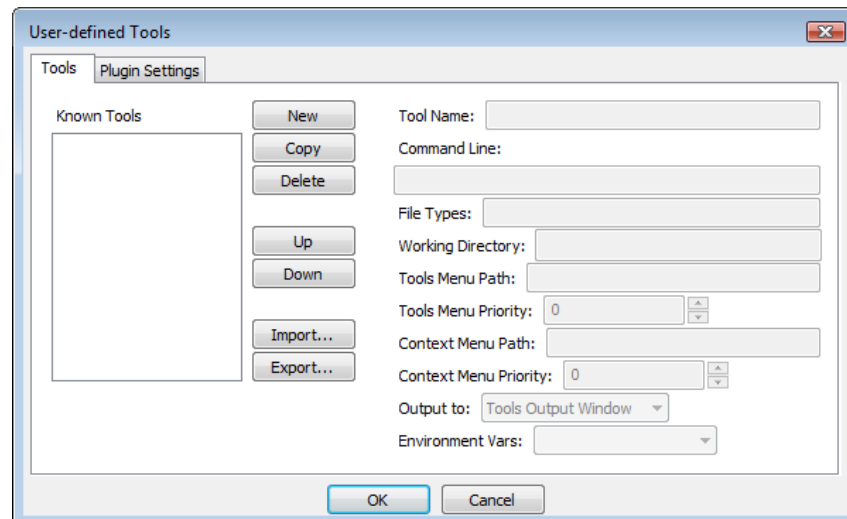 User-defined Tools
Tools
Plugin Settings
Known Tools
New
Copy
Delete
Up
Down
Import...
Export...
Tool Name:
Command Line:
File Types:
Working Directory:
Tools Menu Path:
Tools Menu Priority: 0
Context Menu Path:
Context Menu Priority: 0
Output to: Tools Output Window
Environment Vars:
OK
Cancel